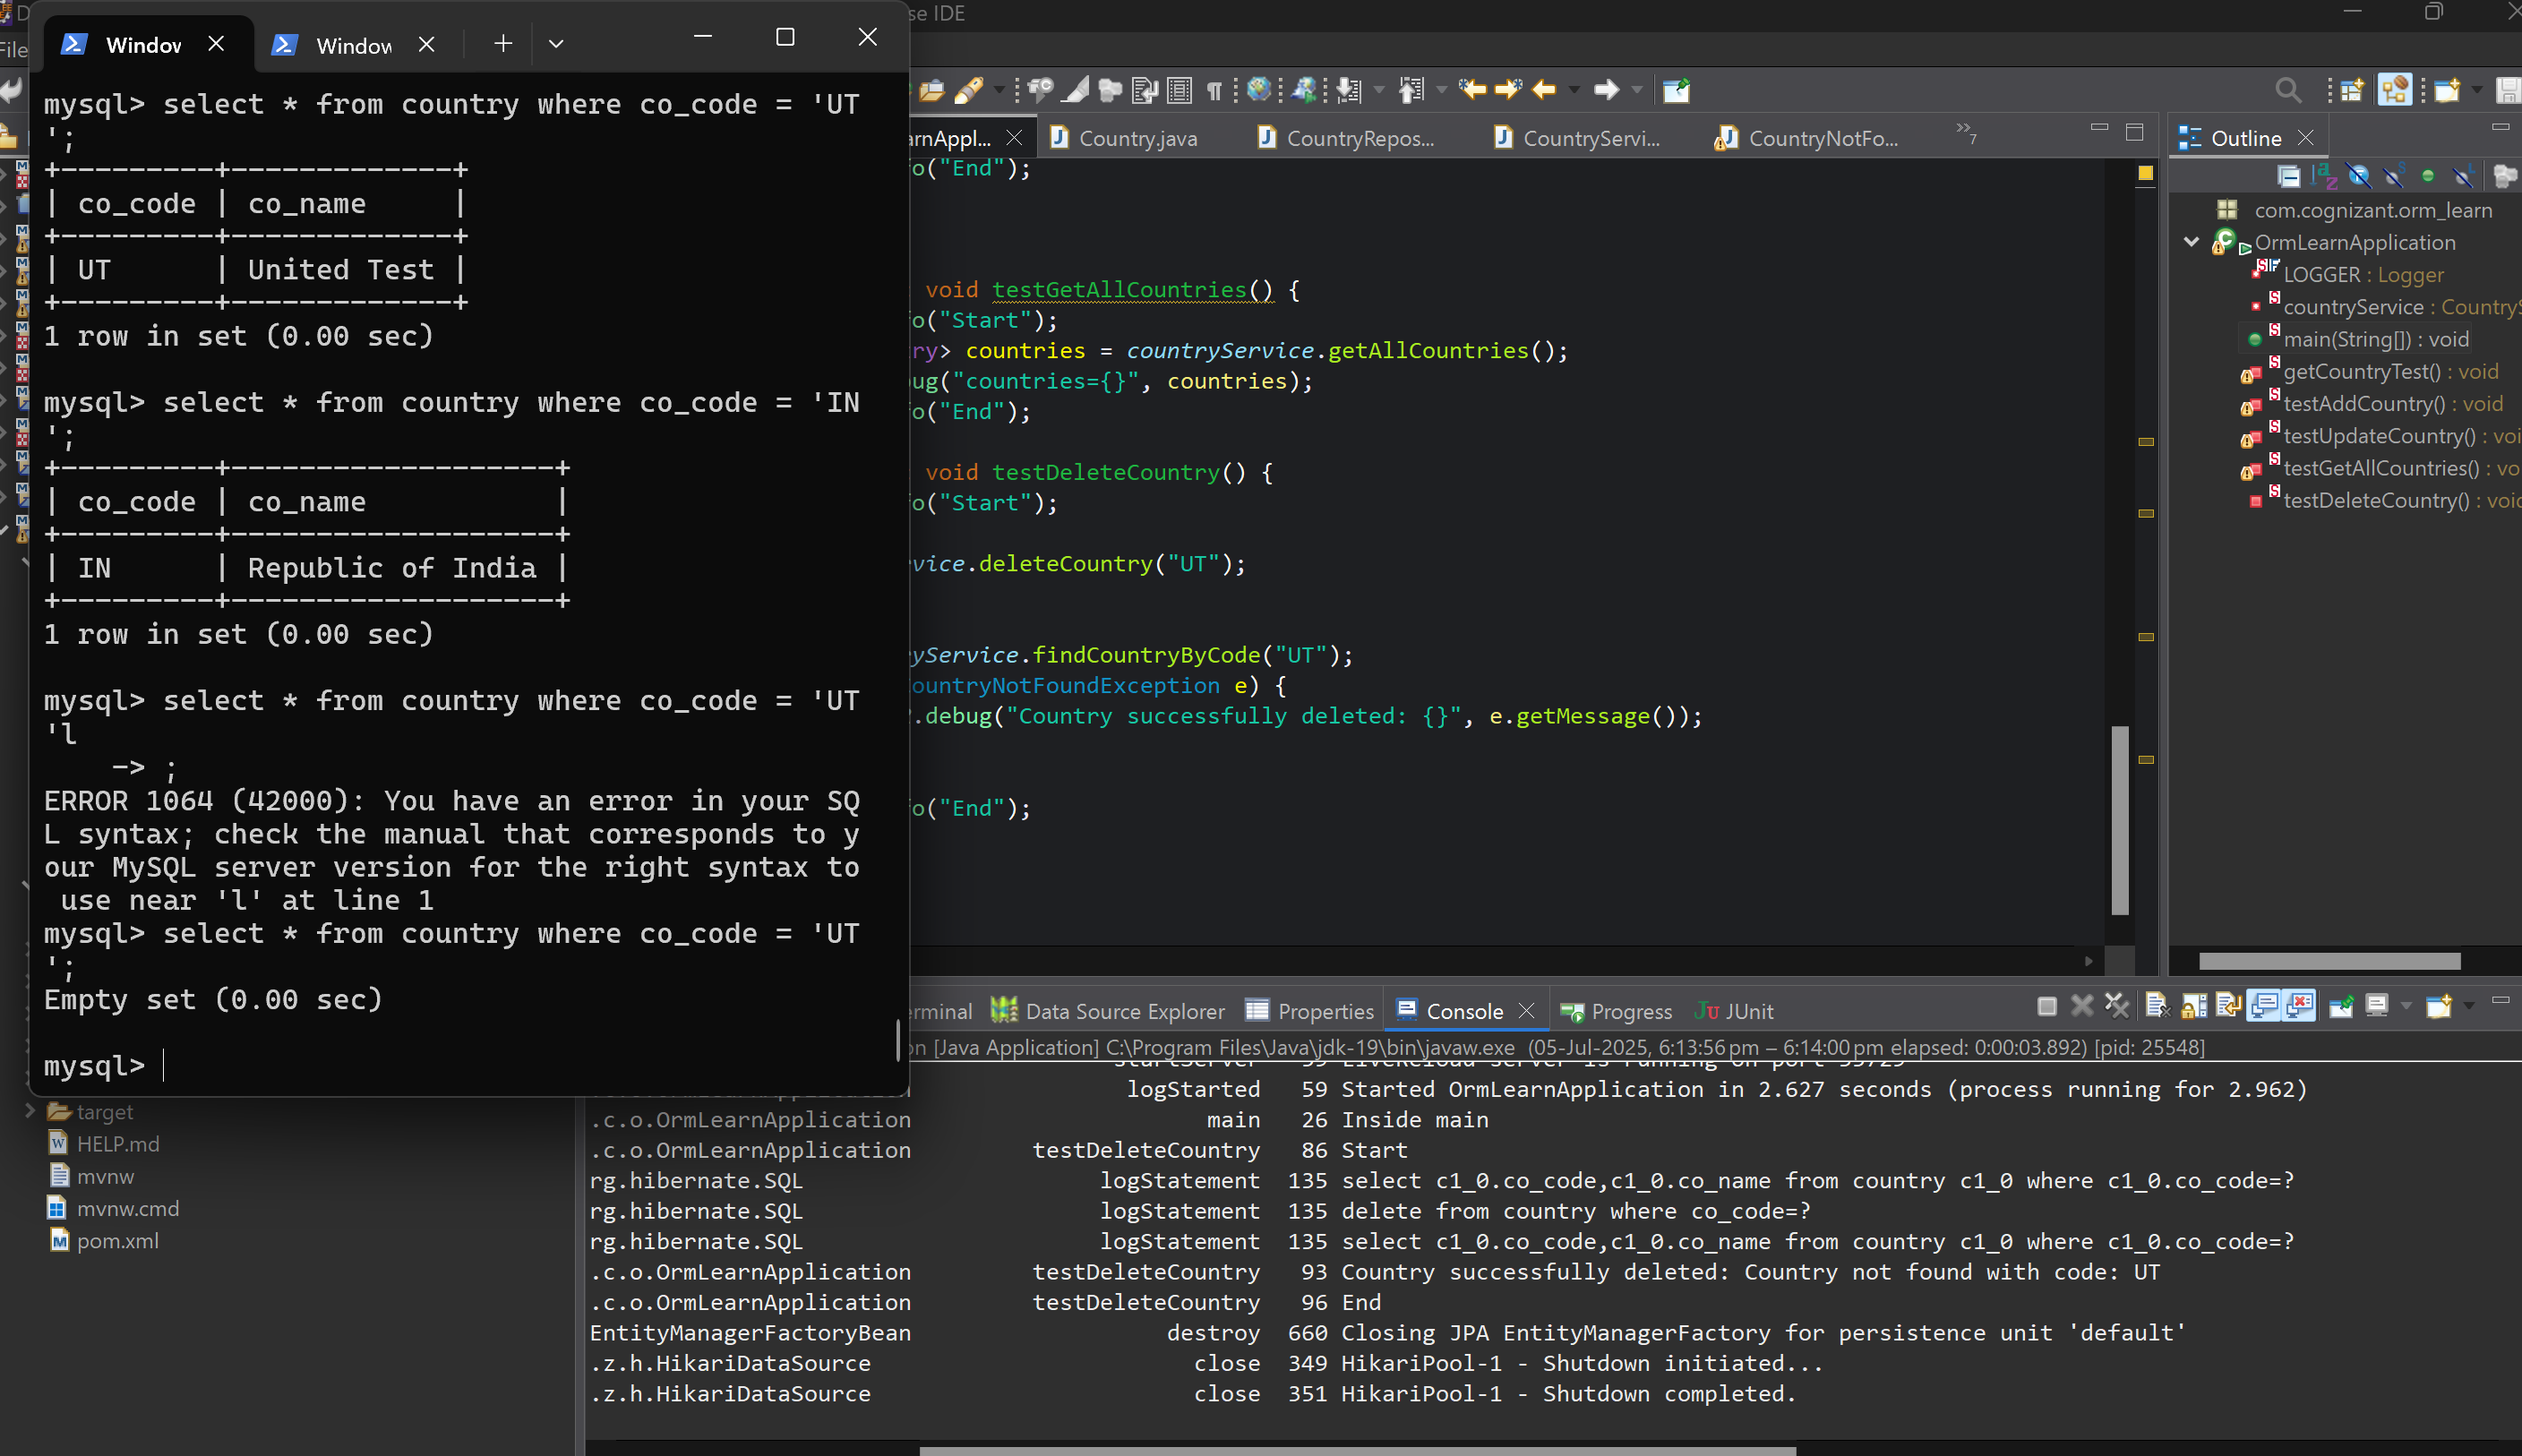 se IDE
File
Window
Window
mysql> select * from country where co_code = 'UT
';
+---------+-------------+
| co_code | co_name     |
+---------+-------------+
| UT      | United Test |
+---------+-------------+
1 row in set (0.00 sec)
mysql> select * from country where co_code = 'IN
';
+---------+-------------------+
| co_code | co_name           |
+---------+-------------------+
| IN      | Republic of India |
+---------+-------------------+
1 row in set (0.00 sec)
mysql> select * from country where co_code = 'UT
'l
    -> ;
ERROR 1064 (42000): You have an error in your SQ
L syntax; check the manual that corresponds to y
our MySQL server version for the right syntax to
 use near 'l' at line 1
mysql> select * from country where co_code = 'UT
';
Empty set (0.00 sec)
mysql>
target
HELP.md
mvnw
mvnw.cmd
pom.xml
arnAppl... Country.java CountryRepos... CountryServi... CountryNotFo... »7
o("End");
void testGetAllCountries() {
o("Start");
ry> countries = countryService.getAllCountries();
ug("countries={}", countries);
o("End");
void testDeleteCountry() {
o("Start");
vice.deleteCountry("UT");
yService.findCountryByCode("UT");
ountryNotFoundException e) {
.debug("Country successfully deleted: {}", e.getMessage());
o("End");
Outline
com.cognizant.orm_learn
OrmLearnApplication
LOGGER : Logger
countryService : CountryS
main(String[]) : void
getCountryTest() : void
testAddCountry() : void
testUpdateCountry() : voi
testGetAllCountries() : vo
testDeleteCountry() : voi
erminal Data Source Explorer Properties Console Progress JUnit
on [Java Application] C:\Program Files\Java\jdk-19\bin\javaw.exe (05-Jul-2025, 6:13:56 pm – 6:14:00 pm elapsed: 0:00:03.892) [pid: 25548]
logStarted 59 Started OrmLearnApplication in 2.627 seconds (process running for 2.962)
.c.o.OrmLearnApplication main 26 Inside main
.c.o.OrmLearnApplication testDeleteCountry 86 Start
rg.hibernate.SQL logStatement 135 select c1_0.co_code,c1_0.co_name from country c1_0 where c1_0.co_code=?
rg.hibernate.SQL logStatement 135 delete from country where co_code=?
rg.hibernate.SQL logStatement 135 select c1_0.co_code,c1_0.co_name from country c1_0 where c1_0.co_code=?
.c.o.OrmLearnApplication testDeleteCountry 93 Country successfully deleted: Country not found with code: UT
.c.o.OrmLearnApplication testDeleteCountry 96 End
EntityManagerFactoryBean destroy 660 Closing JPA EntityManagerFactory for persistence unit 'default'
.z.h.HikariDataSource close 349 HikariPool-1 - Shutdown initiated...
.z.h.HikariDataSource close 351 HikariPool-1 - Shutdown completed.